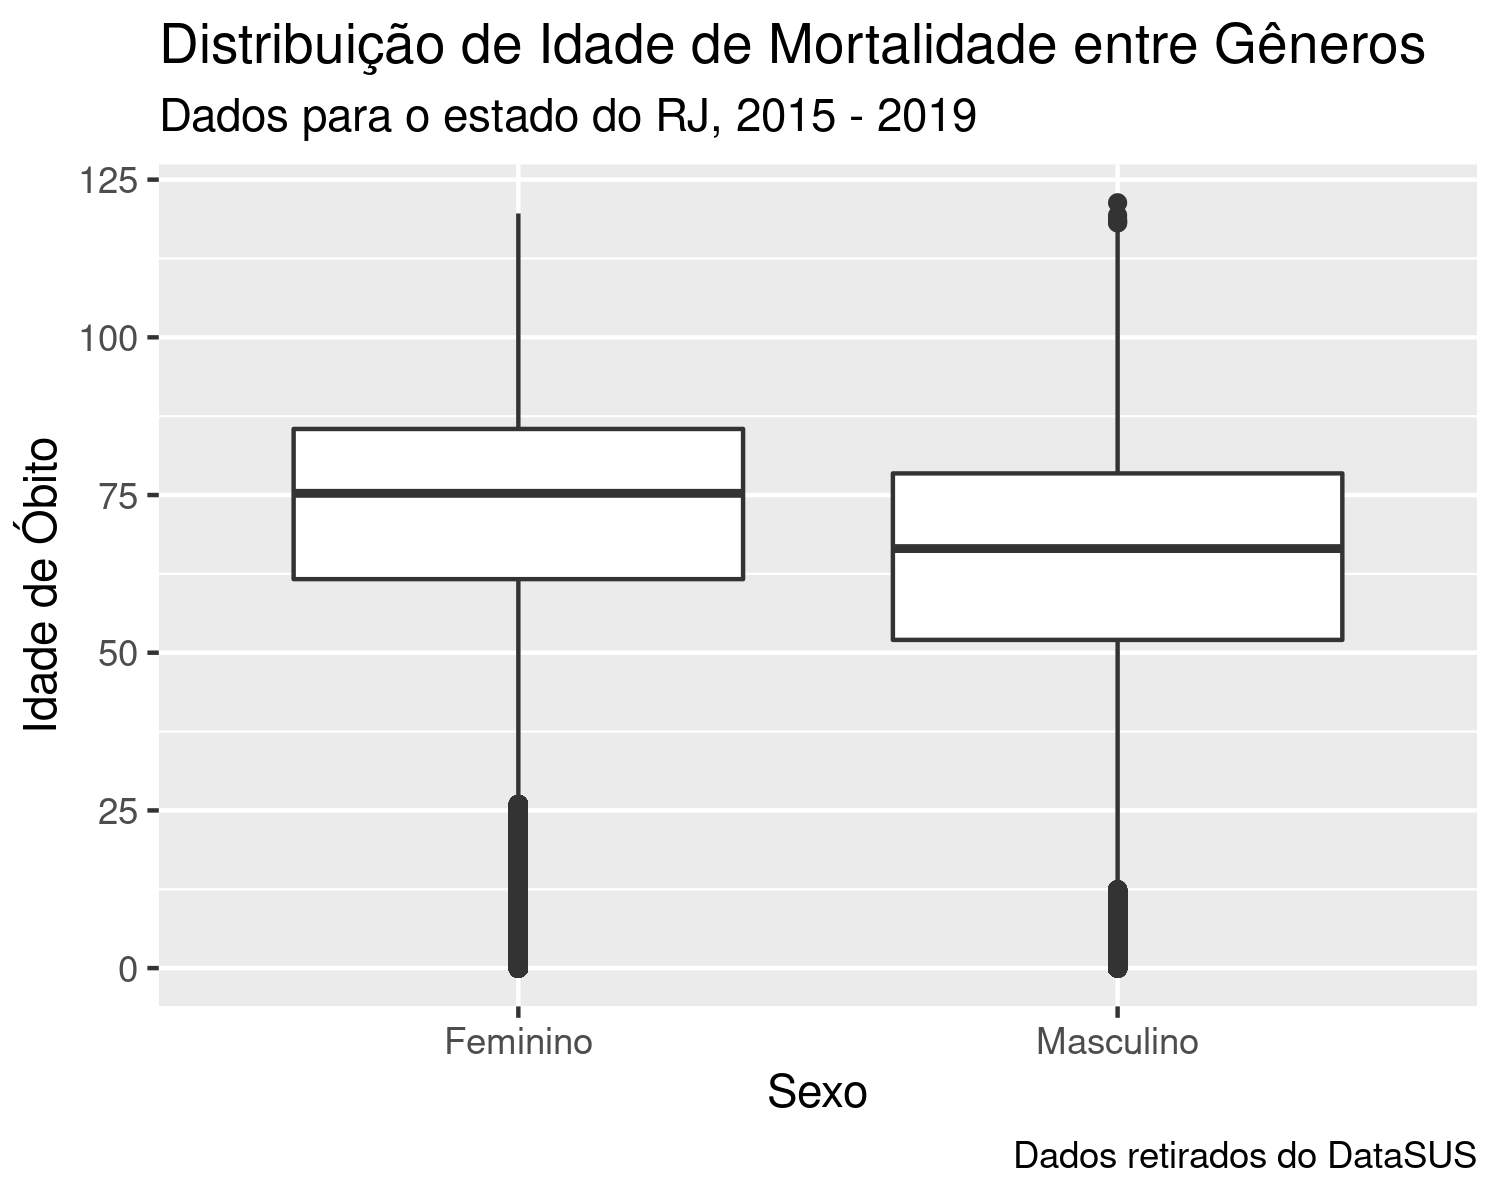 Distribuição de Idade de Mortalidade entre Gêneros
Dados para o estado do RJ, 2015 - 2019
Idade de Óbito
125
100
75
50
25
0
Feminino
Masculino
Sexo
Dados retirados do DataSUS